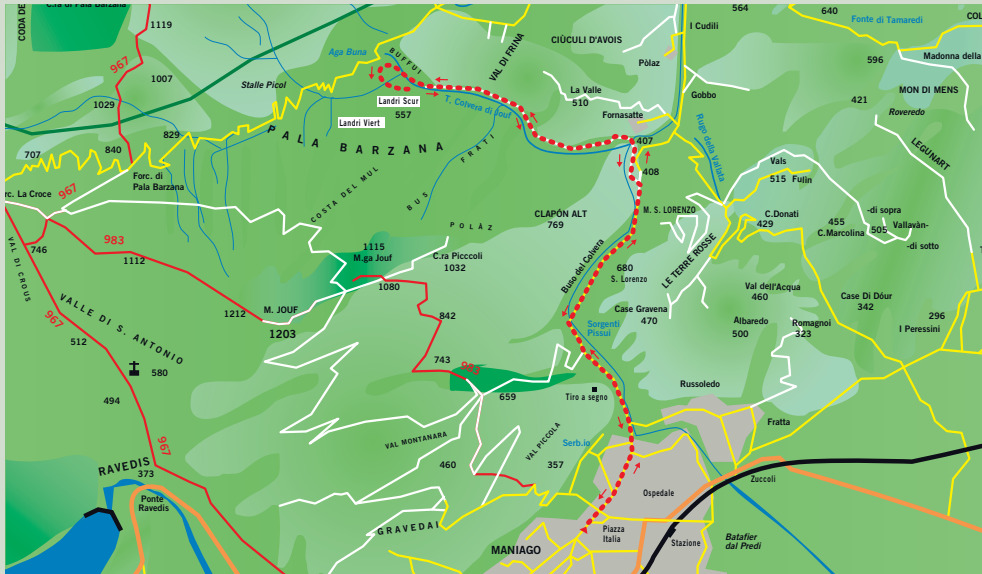 C.ra di Pala Barzana
CODA DE
1119
967
1007
1029
829
840
707
Forc. di
Pala Barzana
rc. La Croce
967
Stalle Picol
Aga Buna
BUFFUI
VAL DI FRINA
CIÙCULI D'AVOIS
I Cudili
564
640
Fonte di Tamaredi
COL
596
Madonna della
Pòlaz
La Valle
510
Gobbo
MON DI MENS
421
Roveredo
Landri Scur
557
Landri Viert
T. Colvera di Jouf
Fornasatte
407
408
Rugo della Vallata
LEGUNART
PALA BARZANA
BUS FRATI
COSTA DEL MUL
POLÀZ
CLAPÓN ALT
769
M. S. LORENZO
Vals
515
Fulin
C.Donati
429
455
C.Marcolina
-di sopra
505
Vallavàn-
-di sotto
746
983
1112
VAL DI CROUS
967
VALLE DI S. ANTONIO
512
580
494
967
1115
M.ga Jouf
1080
C.ra Picccoli
1032
1212
M. JOUF
1203
842
743
983
659
Buso del Colvera
680
S. Lorenzo
LE TERRE ROSSE
Case Gravena
470
Sorgenti
Pissui
Val dell'Acqua
460
Case Di Dóur
342
296
I Peressini
Albaredo
500
Romagnoi
323
Russoledo
Fratta
Tiro a segno
VAL MONTANARA
460
VAL PICCOLA
357
Serb.io
RAVEDIS
373
Ponte
Ravedis
GRAVEDAI
MANIAGO
Ospedale
Piazza
Italia
Stazione
Zuccoli
Batafier
dal Predi